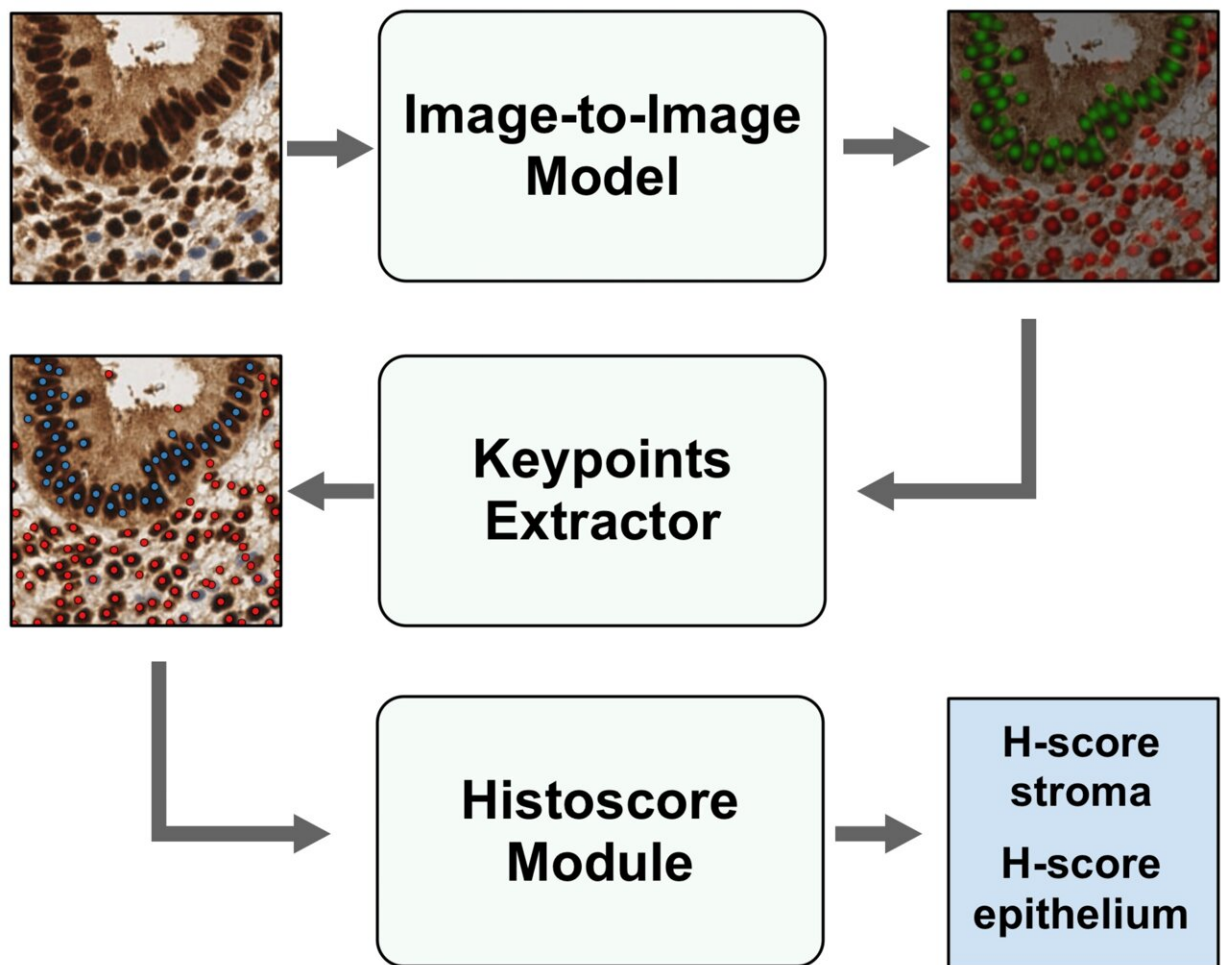 Image-to-Image
Model
Keypoints
Extractor
Histoscore
Module
H-score
stroma
H-score
epithelium